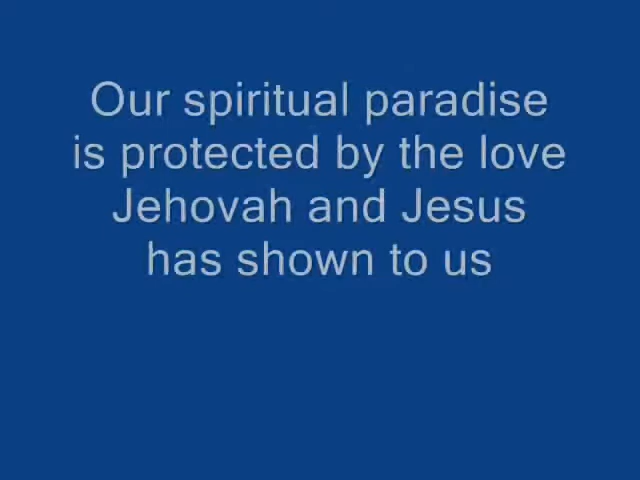 Our spiritual paradise
is protected by the love
Jehovah and Jesus
has shown to us